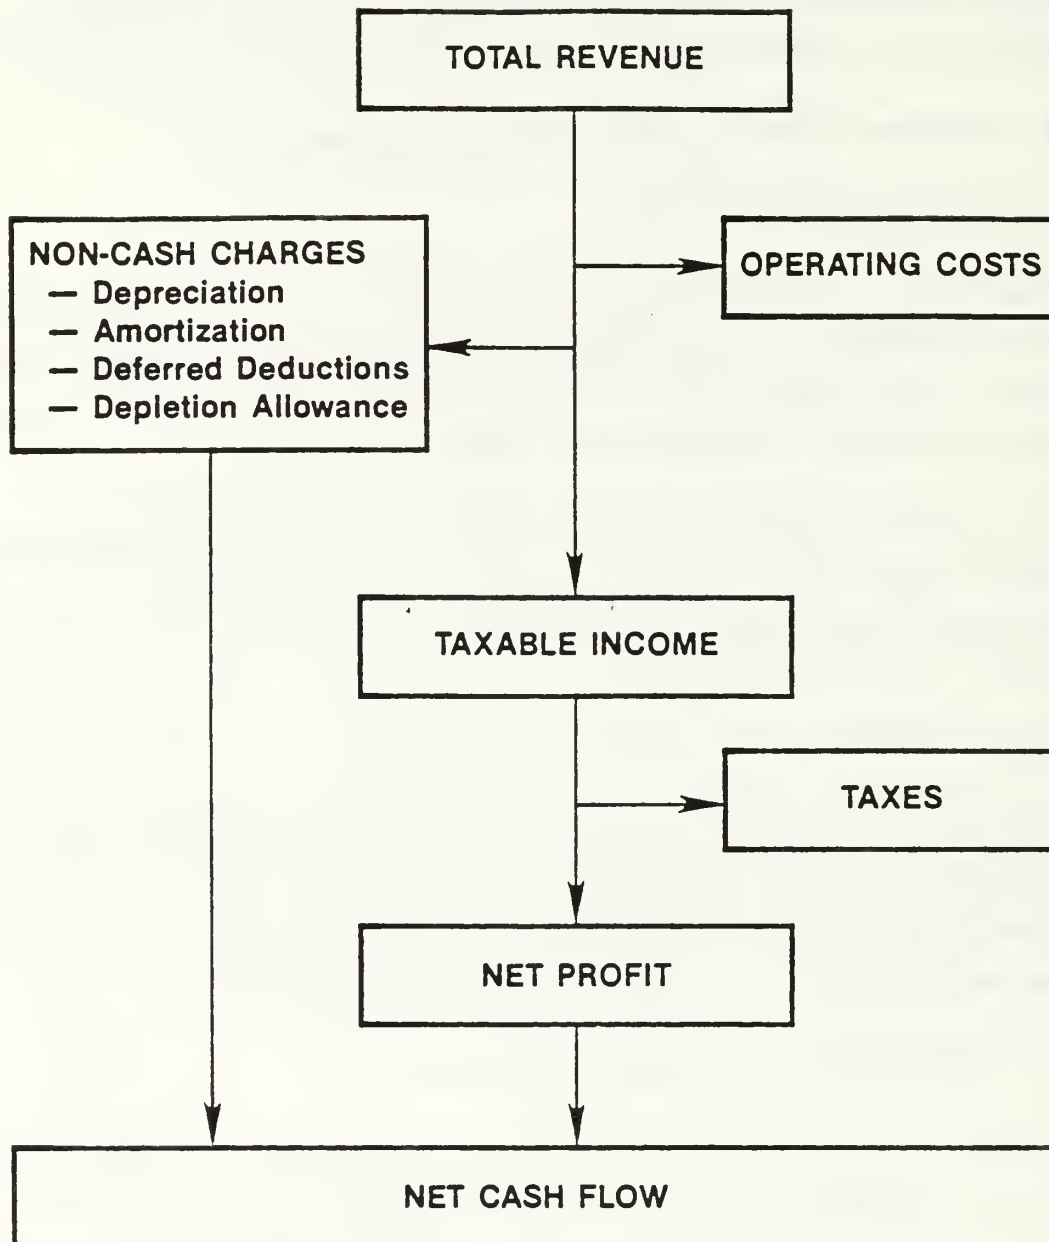 TOTAL REVENUE
NON-CASH CHARGES
— Depreciation
— Amortization
— Deferred Deductions
— Depletion Allowance
OPERATING COSTS
TAXABLE INCOME
TAXES
NET PROFIT
NET CASH FLOW